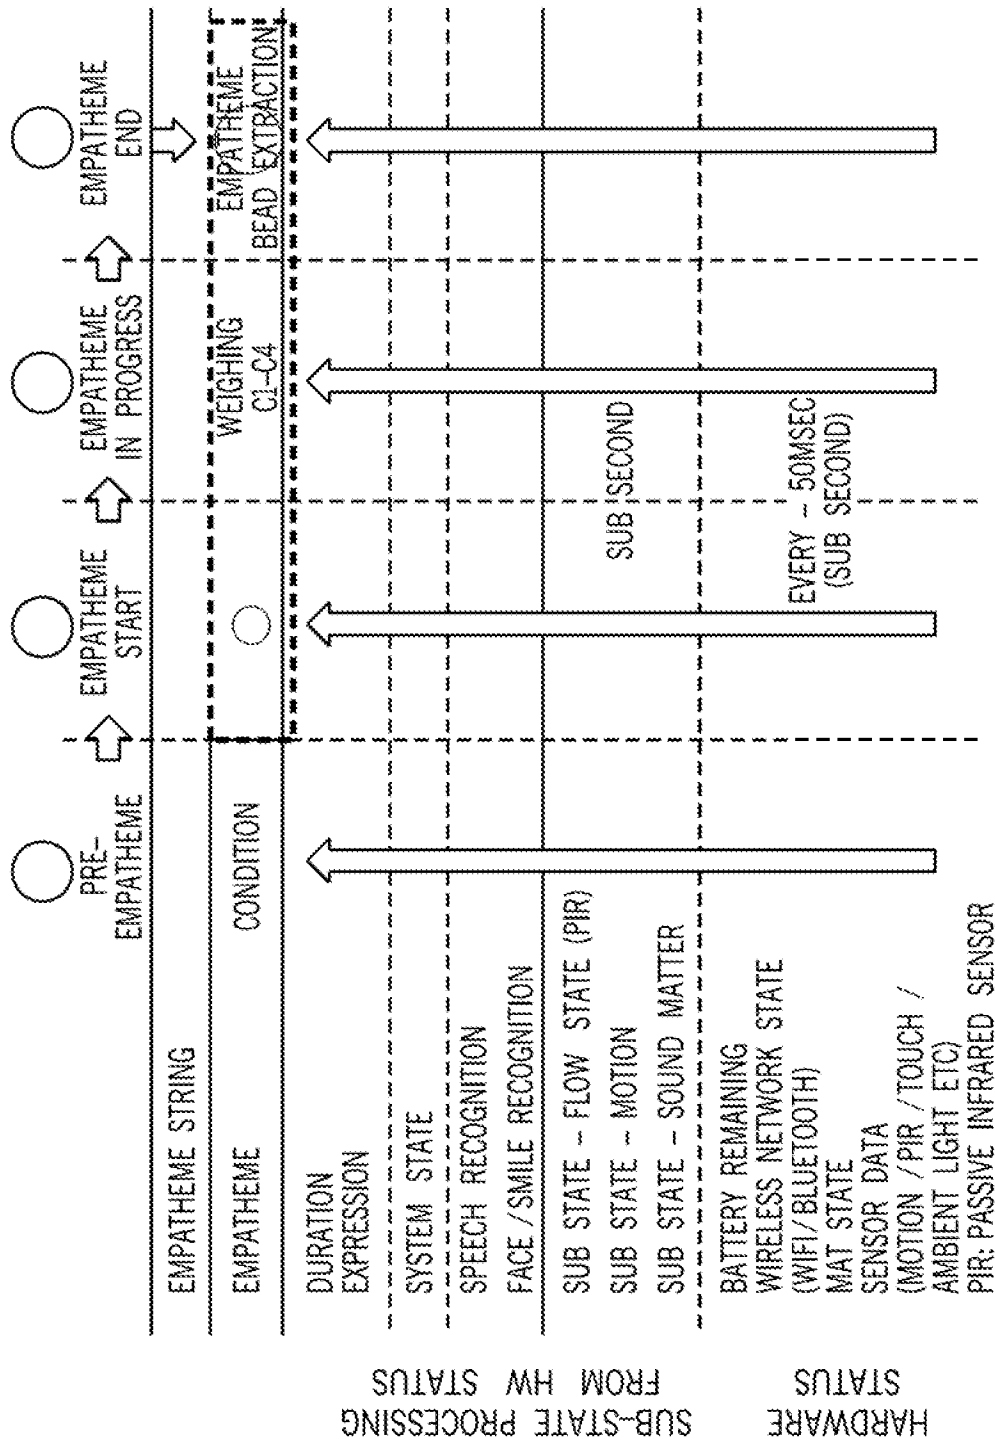 PRE-
EMPATHEME
EMPATHEME
START
EMPATHEME
IN PROGRESS
EMPATHEME
END
EMPATHEME STRING
EMPATHEME
CONDITION
WEIGHING
C1-C4
EMPATHEME
BEAD EXTRACTION
DURATION
EXPRESSION
SYSTEM STATE
SPEECH RECOGNITION
FACE/SMILE RECOGNITION
SUB STATE - FLOW STATE (PIR)
SUB STATE - MOTION
SUB STATE - SOUND MATTER
SUB SECOND
BATTERY REMAINING
WIRELESS NETWORK STATE
(WIFI/BLUETOOTH)
MAT STATE
SENSOR DATA
(MOTION/PIR/TOUCH/
AMBIENT LIGHT ETC)
PIR: PASSIVE INFRARED SENSOR
EVERY - 50MSEC
(SUB SECOND)
SUB-STATE PROCESSING
FROM HW STATUS
HARDWARE
STATUS